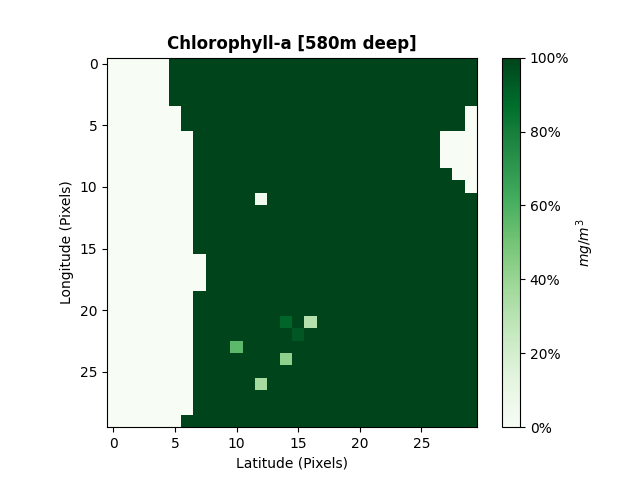 Chlorophyll-a [580m deep]
0
5
10
15
20
25
Longitude (Pixels)
0 5 10 15 20 25
Latitude (Pixels)
100%
80%
60%
40%
20%
0%
mg/m³